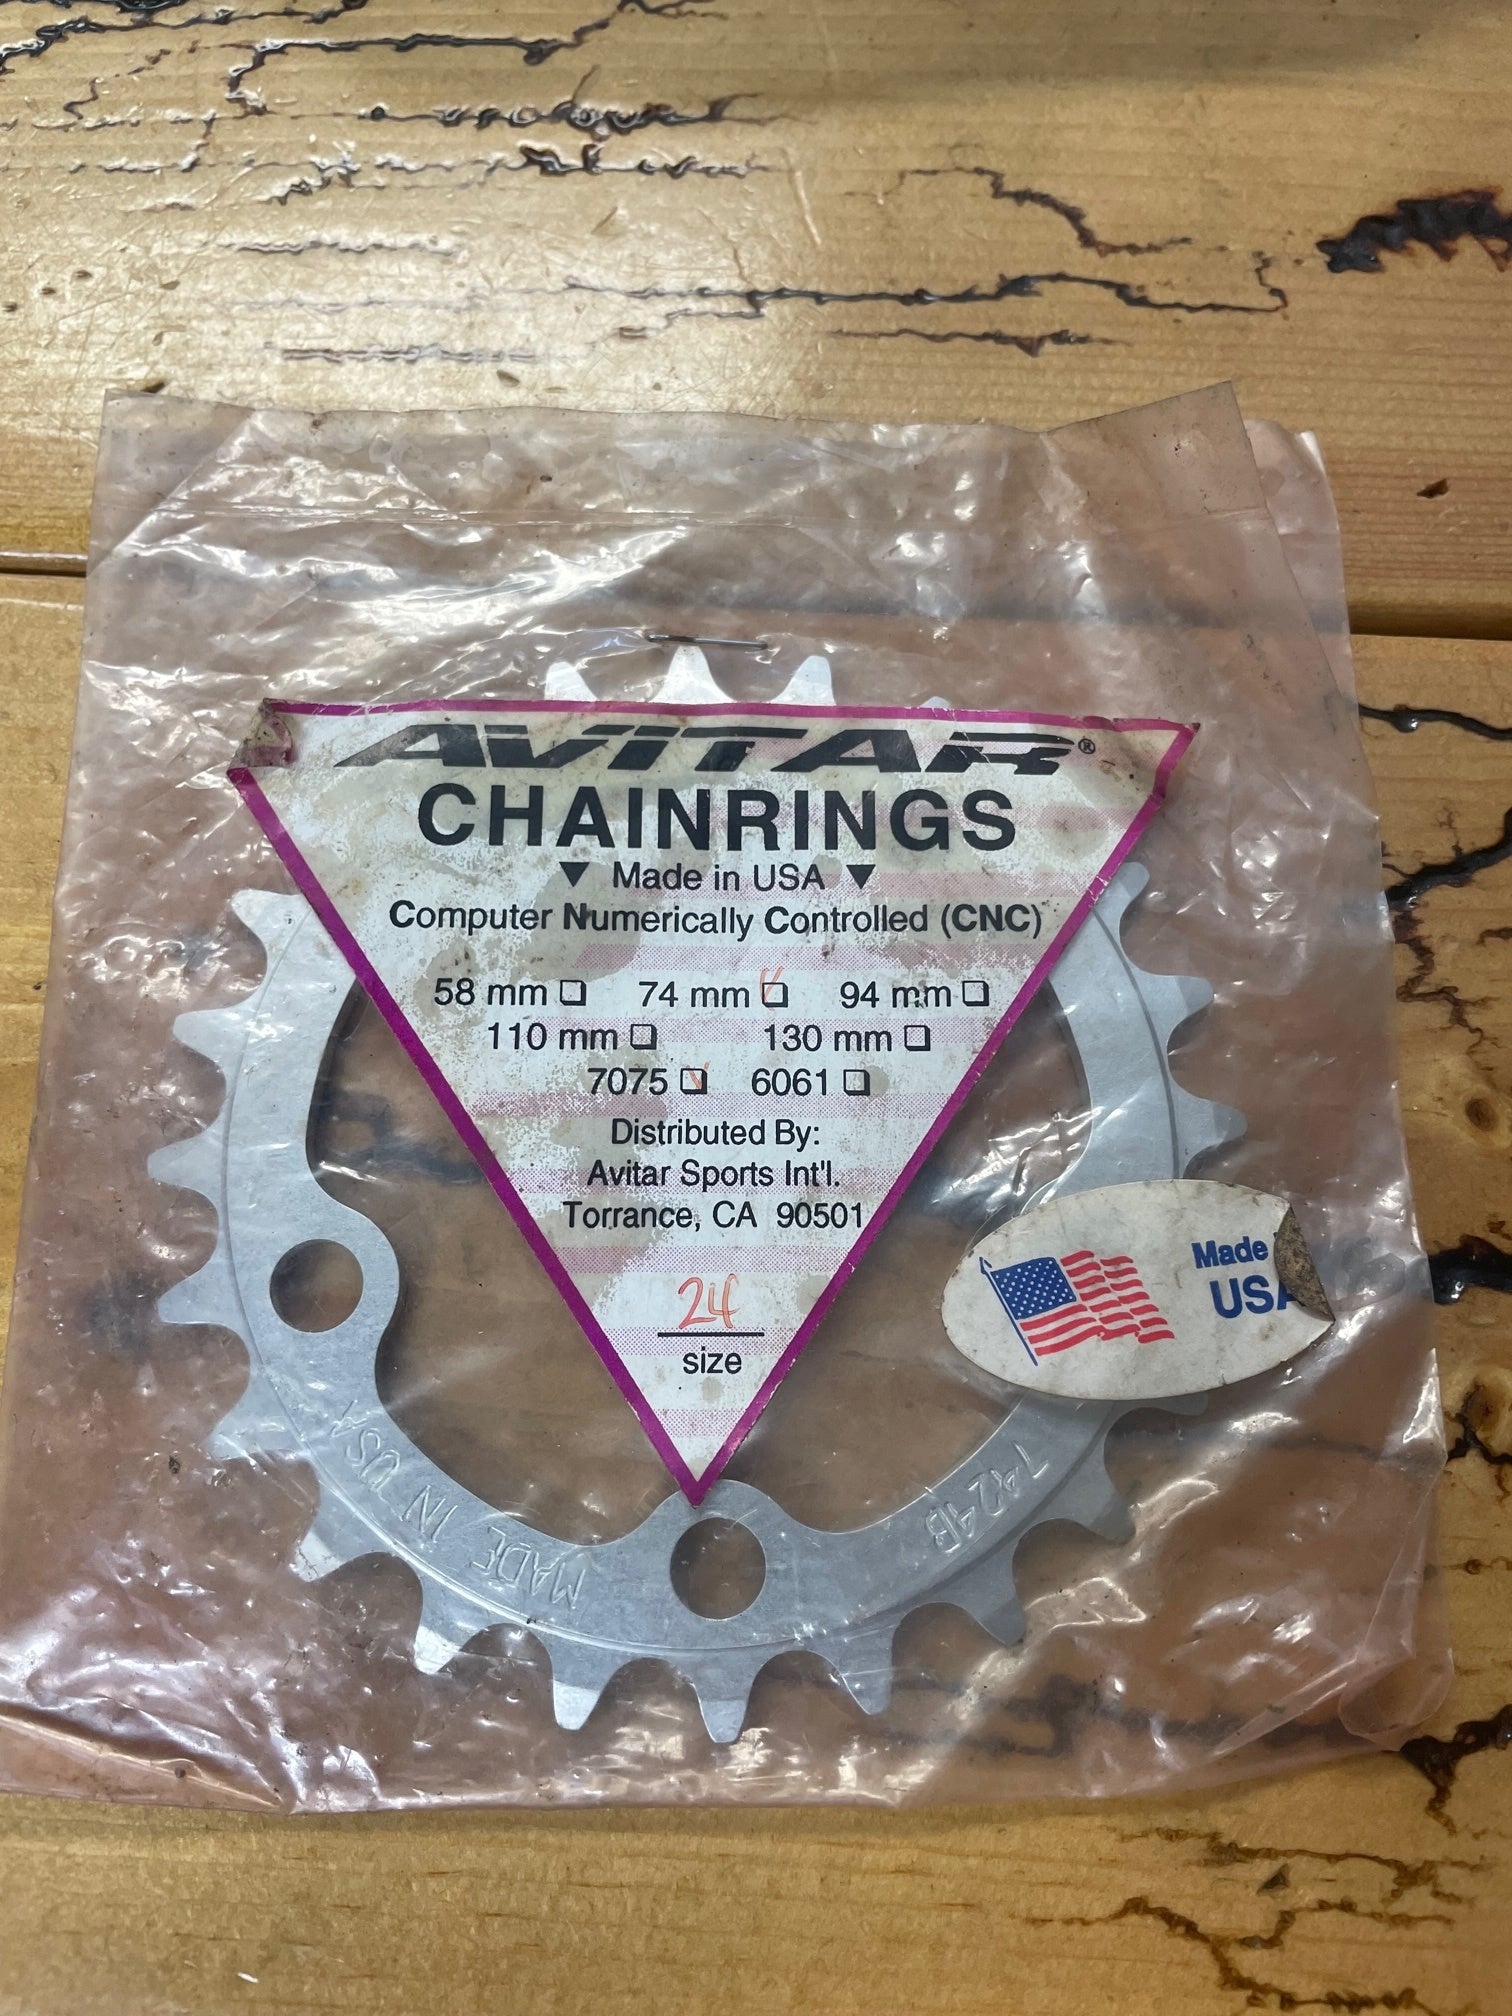 AVITAR®
CHAINRINGS
▼ Made in USA ▼
Computer Numerically Controlled (CNC)
58 mm ❑ 74 mm ❑ 94 mm ❑
110 mm ❑ 130 mm ❑
7075 ❑ 6061 ❑
Distributed By:
Avitar Sports Int'l.
Torrance, CA 90501
24
size
Made
USA
MADE IN USA
7424B